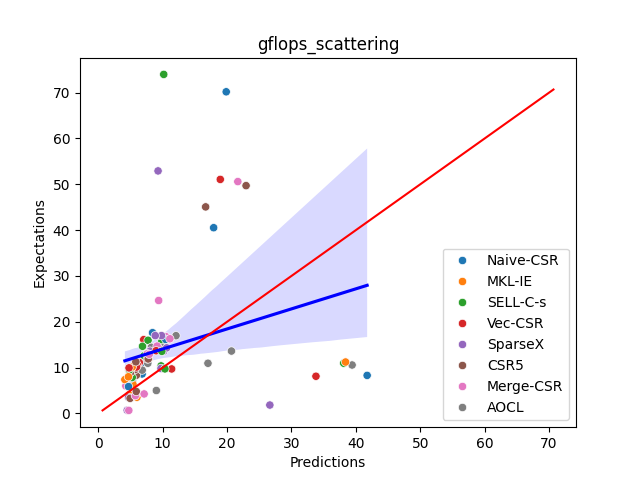 gflops_scattering
Expectations
70
60
50
40
30
20
10
0
0 10 20 30 40 50 60 70
Predictions
Naive-CSR
MKL-IE
SELL-C-s
Vec-CSR
SparseX
CSR5
Merge-CSR
AOCL